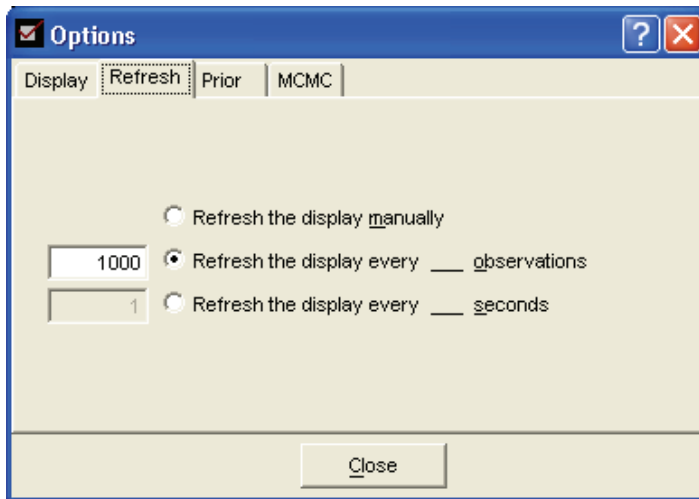 Options
Display Refresh Prior MCMC
Refresh the display manually
1000 Refresh the display every ___ observations
1 Refresh the display every ___ seconds
Close